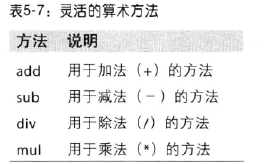 表5-7：灵活的算术方法
方法 说明
add 用于加法（+）的方法
sub 用于减法（－）的方法
div 用于除法（/）的方法
mul 用于乘法（*）的方法